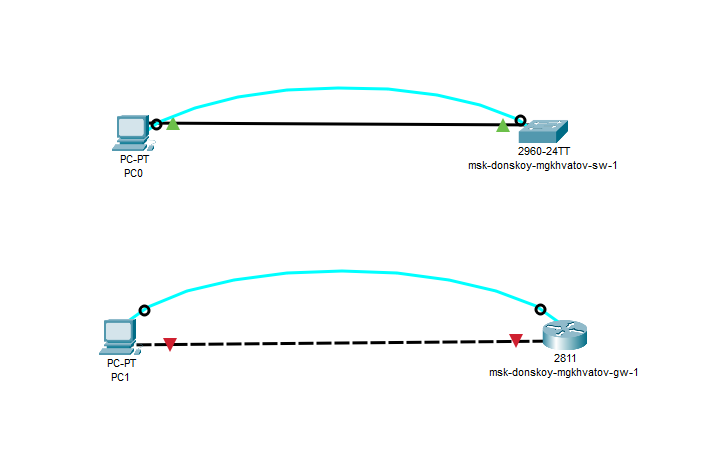 PC-PT
PC0
2960-24TT
msk-donskoy-mgkhvatov-sw-1
PC-PT
PC1
2811
msk-donskoy-mgkhvatov-gw-1